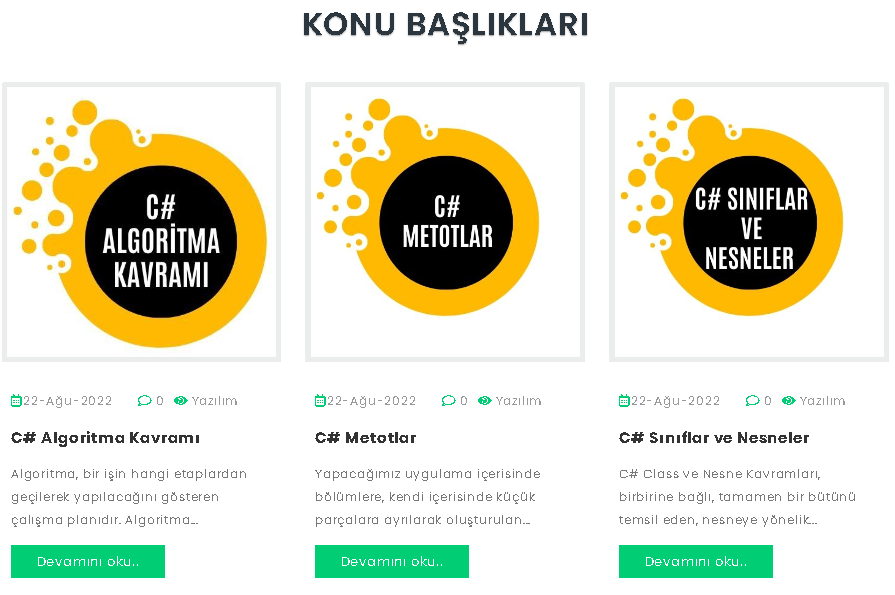 KONU BAŞLIKLARI
C#
ALGORİTMA
KAVRAMI
C#
METOTLAR
C# SINIFLAR
VE
NESNELER
22-Ağu-2022 0 Yazılım
C# Algoritma Kavramı
Algoritma, bir işin hangi etaplardan
geçilerek yapılacağını gösteren
çalışma planıdır. Algoritma...
Devamını oku..
22-Ağu-2022 0 Yazılım
C# Metotlar
Yapacağımız uygulama içerisinde
bölümlere, kendi içerisinde küçük
parçalara ayrılarak oluşturulan...
Devamını oku..
22-Ağu-2022 0 Yazılım
C# Sınıflar ve Nesneler
C# Class ve Nesne Kavramları,
birbirine bağlı, tamamen bir bütünü
temsil eden, nesneye yönelik...
Devamını oku..